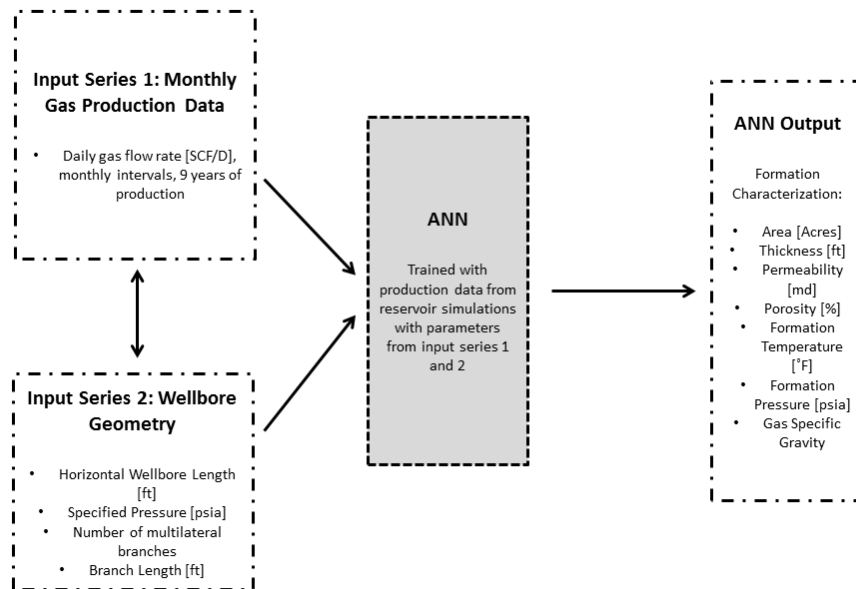 Input Series 1: Monthly
Gas Production Data
• Daily gas flow rate [SCF/D],
monthly intervals, 9 years of
production
Input Series 2: Wellbore
Geometry
• Horizontal Wellbore Length
[ft]
• Specified Pressure [psia]
• Number of multilateral
branches
• Branch Length [ft]
ANN
Trained with
production data from
reservoir simulations
with parameters
from input series 1
and 2
ANN Output
Formation
Characterization:
• Area [Acres]
• Thickness [ft]
• Permeability
[md]
• Porosity [%]
• Formation
Temperature
[˚F]
• Formation
Pressure [psia]
• Gas Specific
Gravity